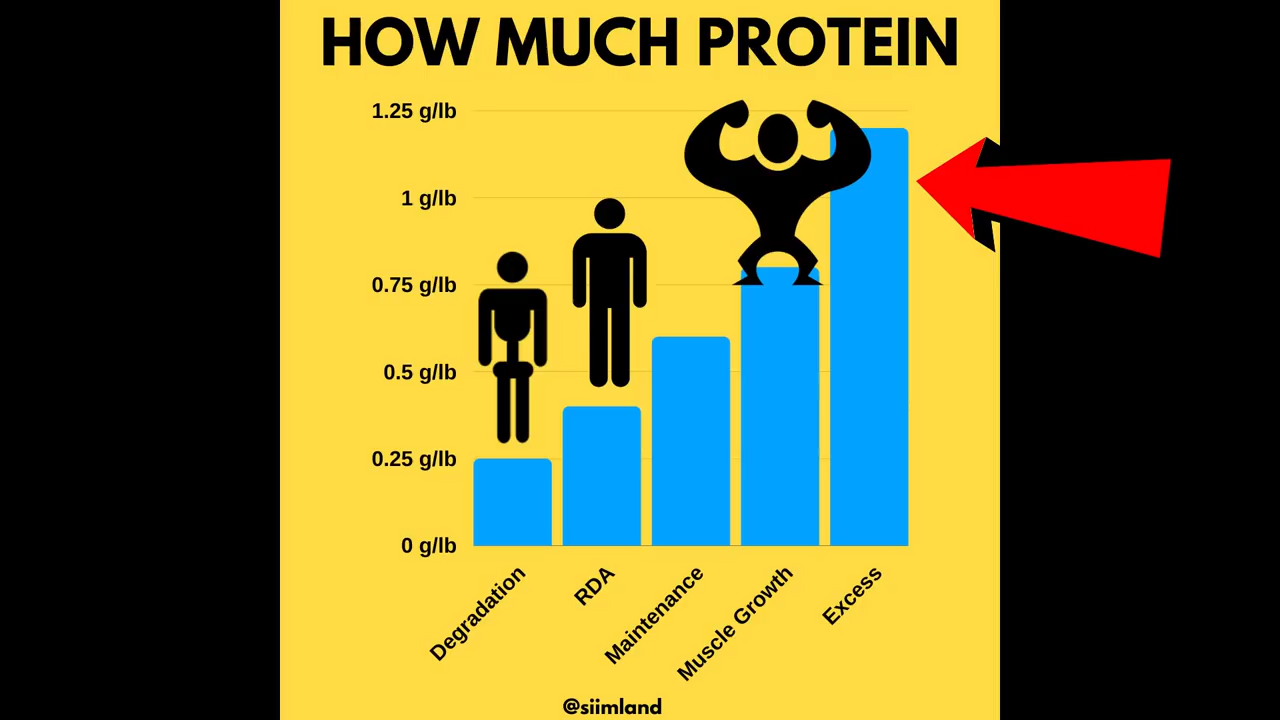 HOW MUCH PROTEIN
1.25 g/lb
1 g/lb
0.75 g/lb
0.5 g/lb
0.25 g/lb
0 g/lb
Degradation
RDA
Maintenance
Muscle Growth
Excess
@siimland